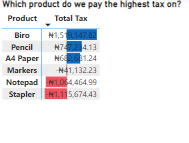 Which product do we pay the highest tax on?
Product Total Tax
Biro
Pencil
A4 Paper
Markers ₦41,132.23
Notepad -₦1,064,464.99
Stapler -₦1,115,674.43